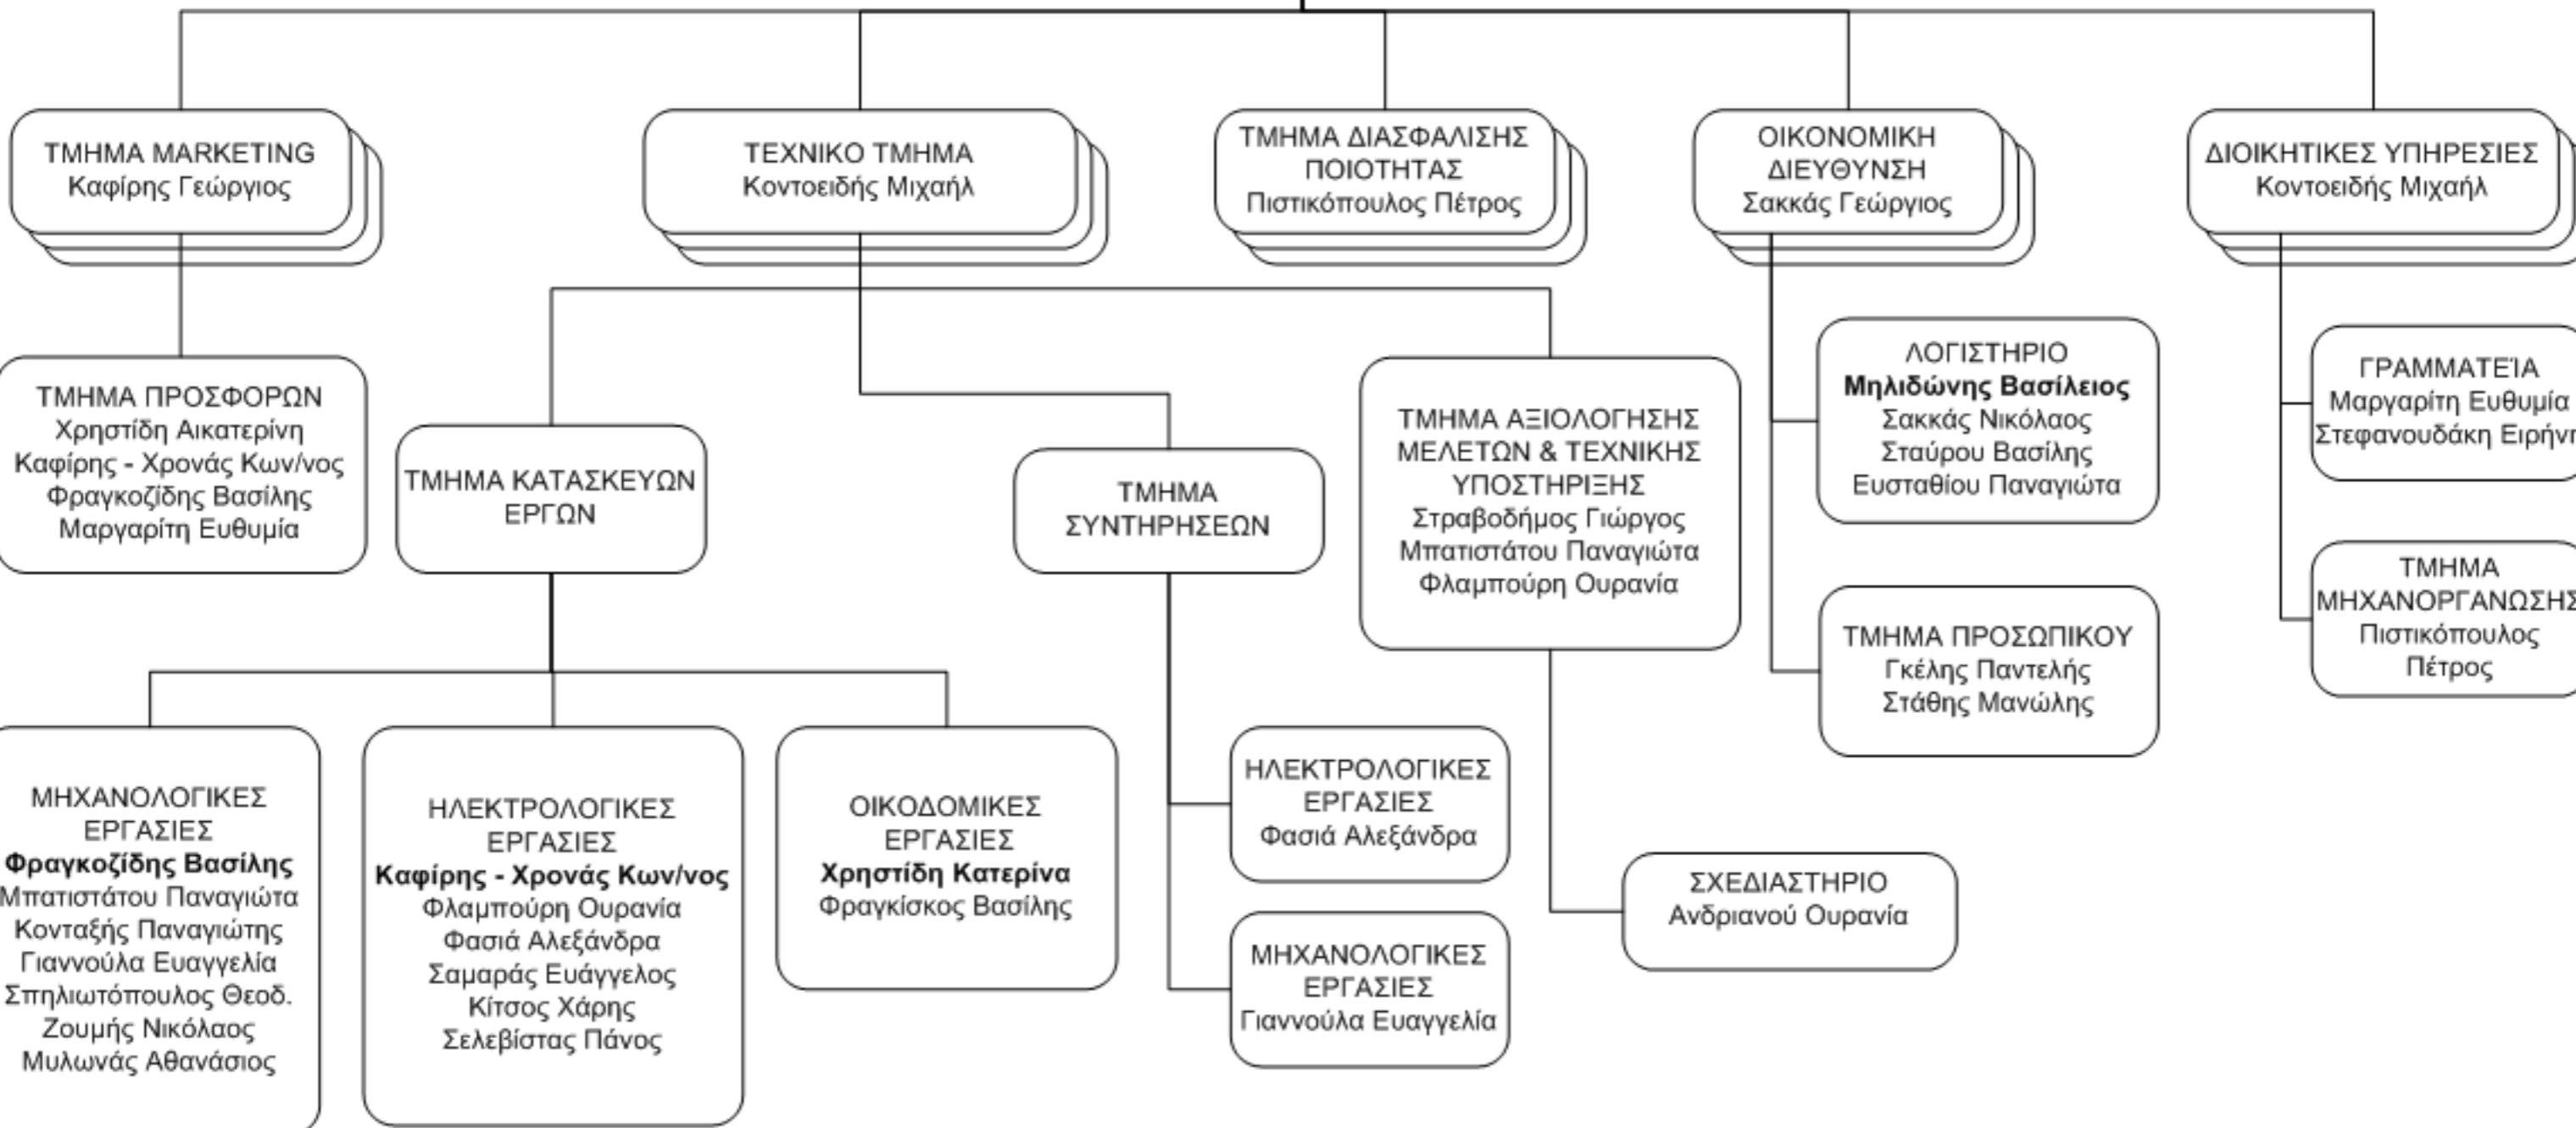 ΤΜΗΜΑ MARKETING
Καφίρης Γεώργιος
ΤΕΧΝΙΚΟ ΤΜΗΜΑ
Κοντοειδής Μιχαήλ
ΤΜΗΜΑ ΔΙΑΣΦΑΛΙΣΗΣ
ΠΟΙΟΤΗΤΑΣ
Πιστικόπουλος Πέτρος
ΟΙΚΟΝΟΜΙΚΗ
ΔΙΕΥΘΥΝΣΗ
Σακκάς Γεώργιος
ΔΙΟΙΚΗΤΙΚΕΣ ΥΠΗΡΕΣΙΕΣ
Κοντοειδής Μιχαήλ
ΤΜΗΜΑ ΠΡΟΣΦΟΡΩΝ
Χρηστίδη Αικατερίνη
Καφίρης - Χρονάς Κων/νος
Φραγκοζίδης Βασίλης
Μαργαρίτη Ευθυμία
ΤΜΗΜΑ ΚΑΤΑΣΚΕΥΩΝ
ΕΡΓΩΝ
ΤΜΗΜΑ
ΣΥΝΤΗΡΗΣΕΩΝ
ΤΜΗΜΑ ΑΞΙΟΛΟΓΗΣΗΣ
ΜΕΛΕΤΩΝ & ΤΕΧΝΙΚΗΣ
ΥΠΟΣΤΗΡΙΞΗΣ
Στραβοδήμος Γιώργος
Μπατιστάτου Παναγιώτα
Φλαμπούρη Ουρανία
ΛΟΓΙΣΤΗΡΙΟ
Μηλιδώνης Βασίλειος
Σακκάς Νικόλαος
Σταύρου Βασίλης
Ευσταθίου Παναγιώτα
ΓΡΑΜΜΑΤΕΊΑ
Μαργαρίτη Ευθυμία
Στεφανουδάκη Ειρήνη
ΤΜΗΜΑ ΠΡΟΣΩΠΙΚΟΥ
Γκέλης Παντελής
Στάθης Μανώλης
ΤΜΗΜΑ
ΜΗΧΑΝΟΡΓΑΝΩΣΗΣ
Πιστικόπουλος
Πέτρος
ΜΗΧΑΝΟΛΟΓΙΚΕΣ
ΕΡΓΑΣΙΕΣ
Φραγκοζίδης Βασίλης
Μπατιστάτου Παναγιώτα
Κονταξής Παναγιώτης
Γιαννούλα Ευαγγελία
Σπηλιωτόπουλος Θεοδ.
Ζουμής Νικόλαος
Μυλωνάς Αθανάσιος
ΗΛΕΚΤΡΟΛΟΓΙΚΕΣ
ΕΡΓΑΣΙΕΣ
Καφίρης - Χρονάς Κων/νος
Φλαμπούρη Ουρανία
Φασιά Αλεξάνδρα
Σαμαράς Ευάγγελος
Κίτσος Χάρης
Σελεβίστας Πάνος
ΟΙΚΟΔΟΜΙΚΕΣ
ΕΡΓΑΣΙΕΣ
Χρηστίδη Κατερίνα
Φραγκίσκος Βασίλης
ΗΛΕΚΤΡΟΛΟΓΙΚΕΣ
ΕΡΓΑΣΙΕΣ
Φασιά Αλεξάνδρα
ΜΗΧΑΝΟΛΟΓΙΚΕΣ
ΕΡΓΑΣΙΕΣ
Γιαννούλα Ευαγγελία
ΣΧΕΔΙΑΣΤΗΡΙΟ
Ανδριανού Ουρανία